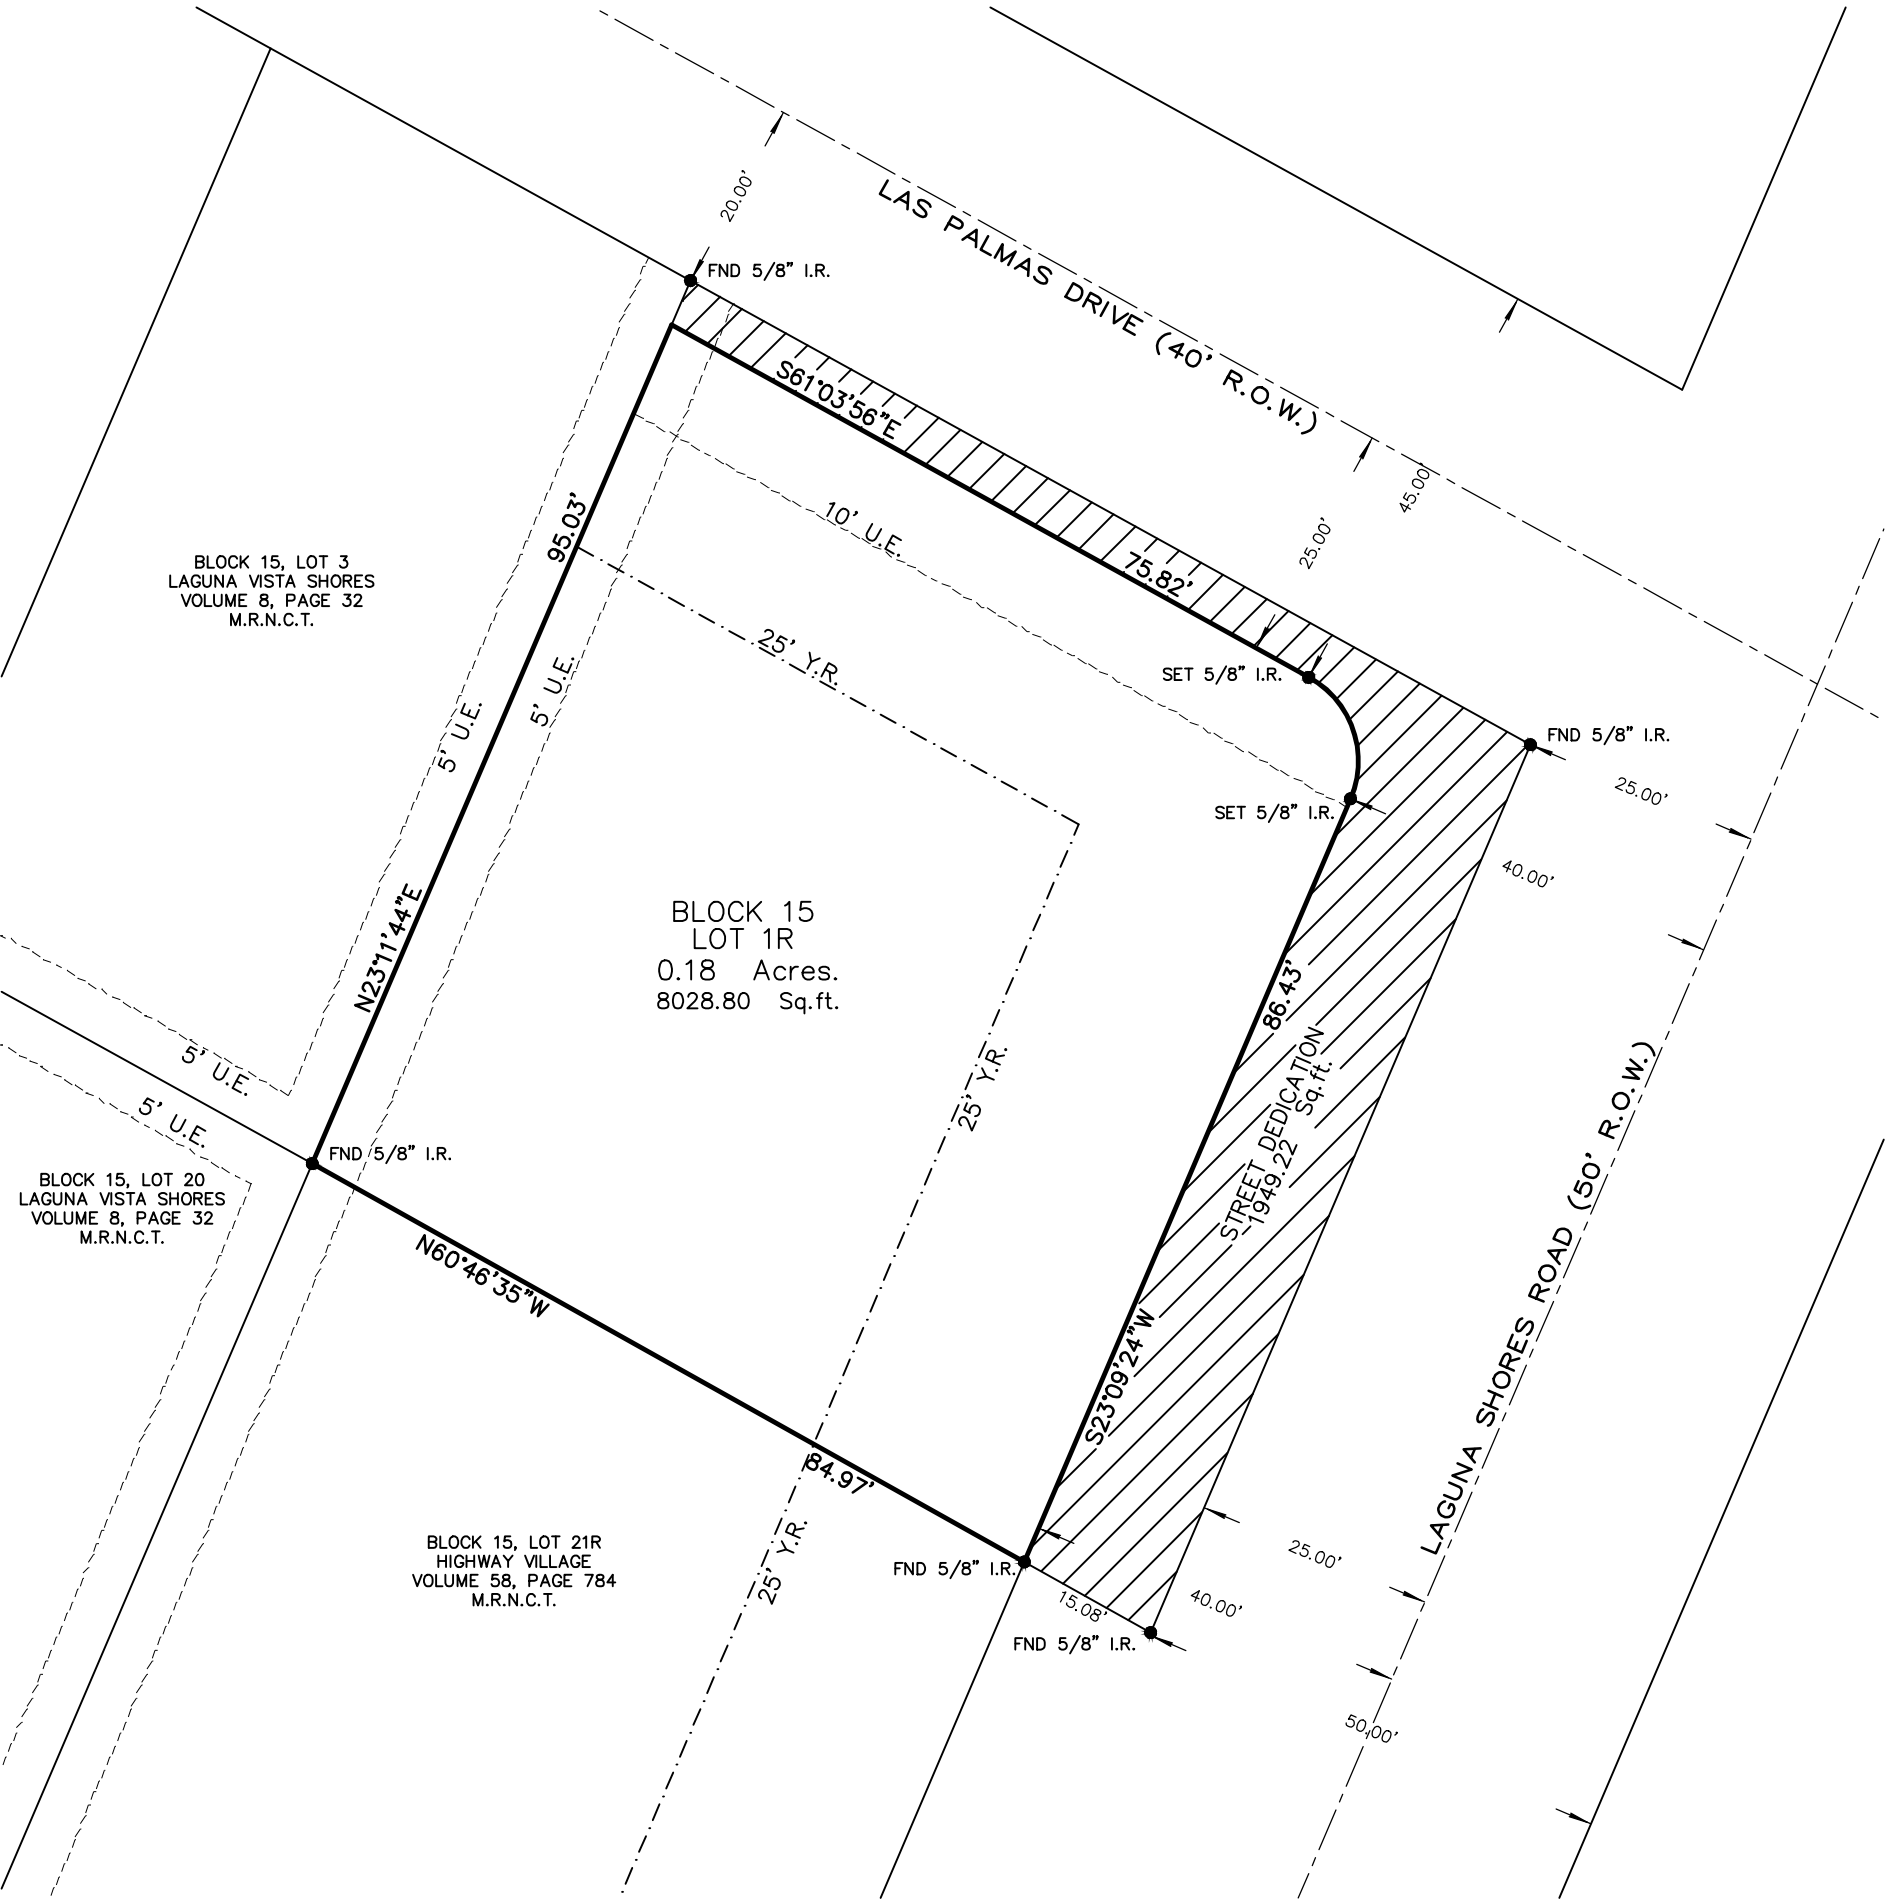 20.00'
LAS PALMAS DRIVE (40' R.O.W.)
FND 5/8" I.R.
S61°03'56"E
75.82'
45.00'
25.00'
10' U.E.
95.03'
N23°11'44"E
BLOCK 15, LOT 3
LAGUNA VISTA SHORES
VOLUME 8, PAGE 32
M.R.N.C.T.
25' Y.R.
5' U.E.
5' U.E.
SET 5/8" I.R.
FND 5/8" I.R.
SET 5/8" I.R.
25.00'
40.00'
BLOCK 15
LOT 1R
0.18 Acres.
8028.80 Sq.ft.
86.43'
S23°09'24"W
STREET DEDICATION
1949.22 Sq.ft.
25' Y.R.
LAGUNA SHORES ROAD (50' R.O.W.)
5' U.E.
5' U.E.
FND 5/8" I.R.
BLOCK 15, LOT 20
LAGUNA VISTA SHORES
VOLUME 8, PAGE 32
M.R.N.C.T.
N60°46'35"W
84.97'
BLOCK 15, LOT 21R
HIGHWAY VILLAGE
VOLUME 58, PAGE 784
M.R.N.C.T.
25' Y.R.
FND 5/8" I.R.
15.08'
FND 5/8" I.R.
25.00'
40.00'
50.00'